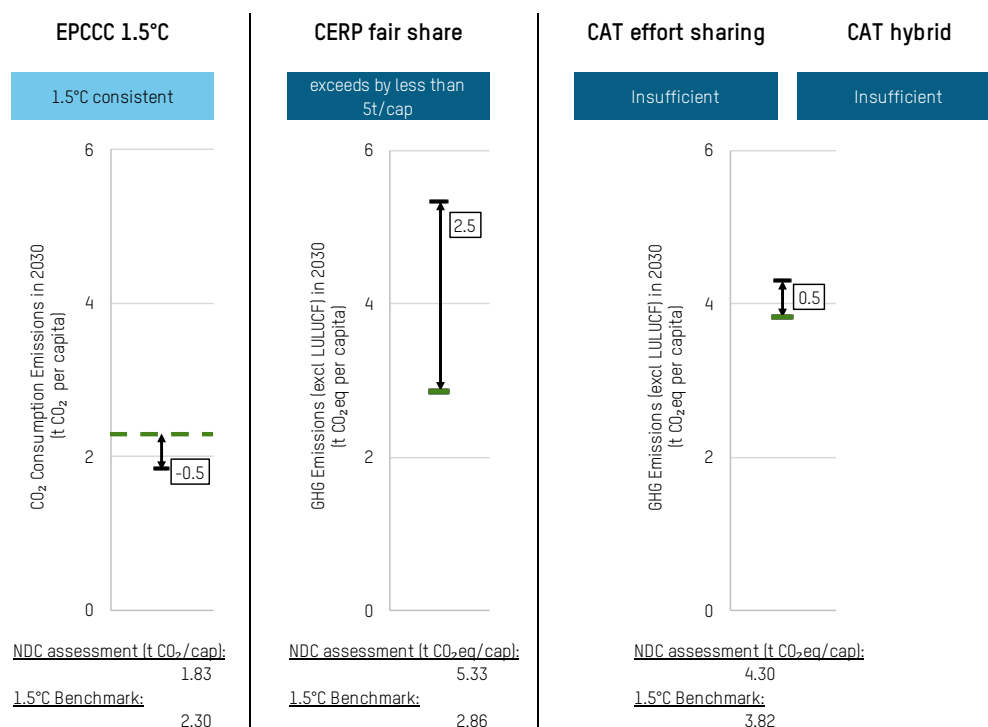 EPCCC 1.5°C
1.5°C consistent
6
4
2
0
CO₂ Consumption Emissions in 2030
(t CO₂ per capita)
-0.5
NDC assessment (t CO₂/cap):
1.83
1.5°C Benchmark:
2.30
CERP fair share
exceeds by less than
5t/cap
6
4
2
0
GHG Emissions (excl LULUCF) in 2030
(t CO₂eq per capita)
2.5
NDC assessment (t CO₂eq/cap):
5.33
1.5°C Benchmark:
2.86
CAT effort sharing
CAT hybrid
Insufficient
Insufficient
6
4
2
0
GHG Emissions (excl LULUCF) in 2030
(t CO₂eq per capita)
0.5
NDC assessment (t CO₂eq/cap):
4.30
1.5°C Benchmark:
3.82